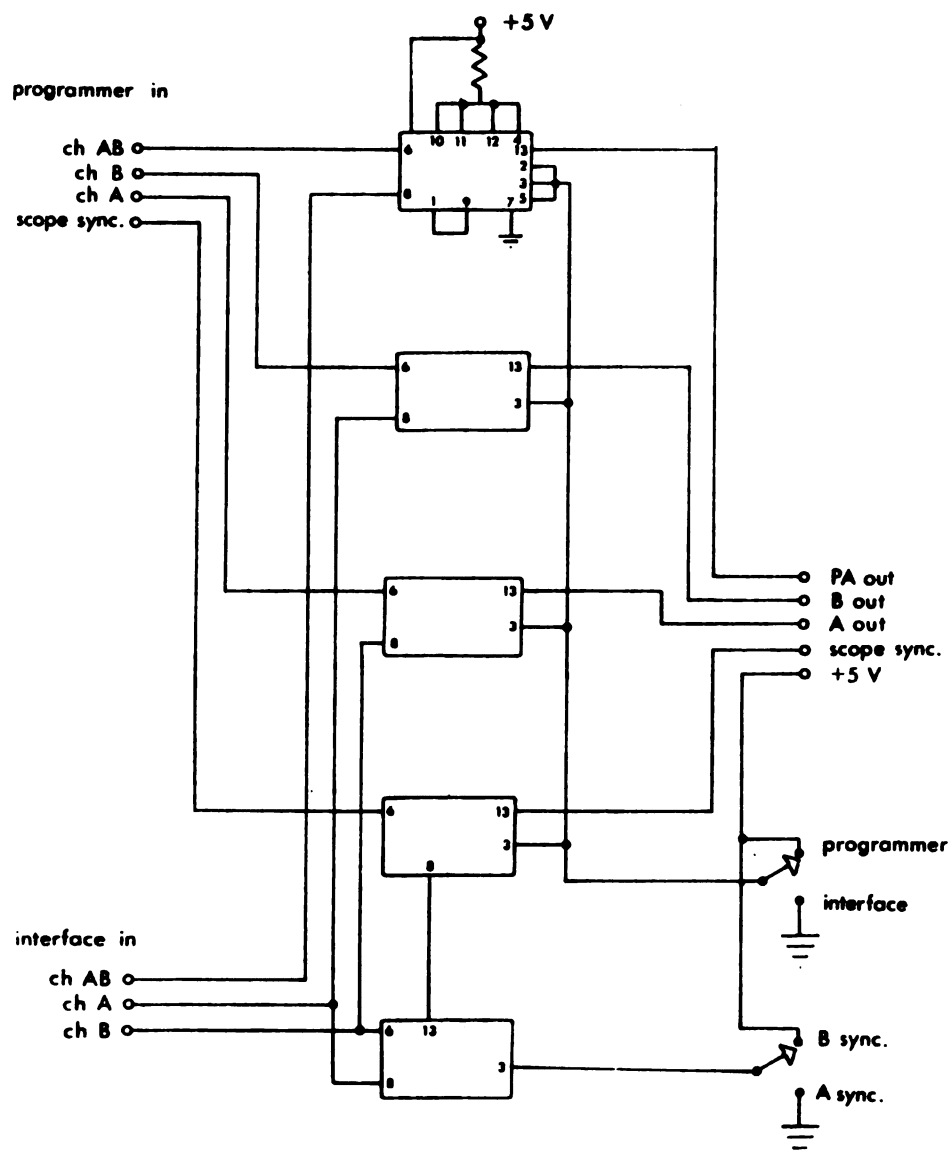 +5 V
programmer in
ch AB
ch B
ch A
scope sync.
6 10 11 12 4 13
2
3
8 5
1 9 7
6 13
3
8
6 13
3
8
PA out
B out
A out
scope sync.
+5 V
6 13
3
8
programmer
interface
interface in
ch AB
ch A
ch B
6 13
3
8
B sync.
A sync.